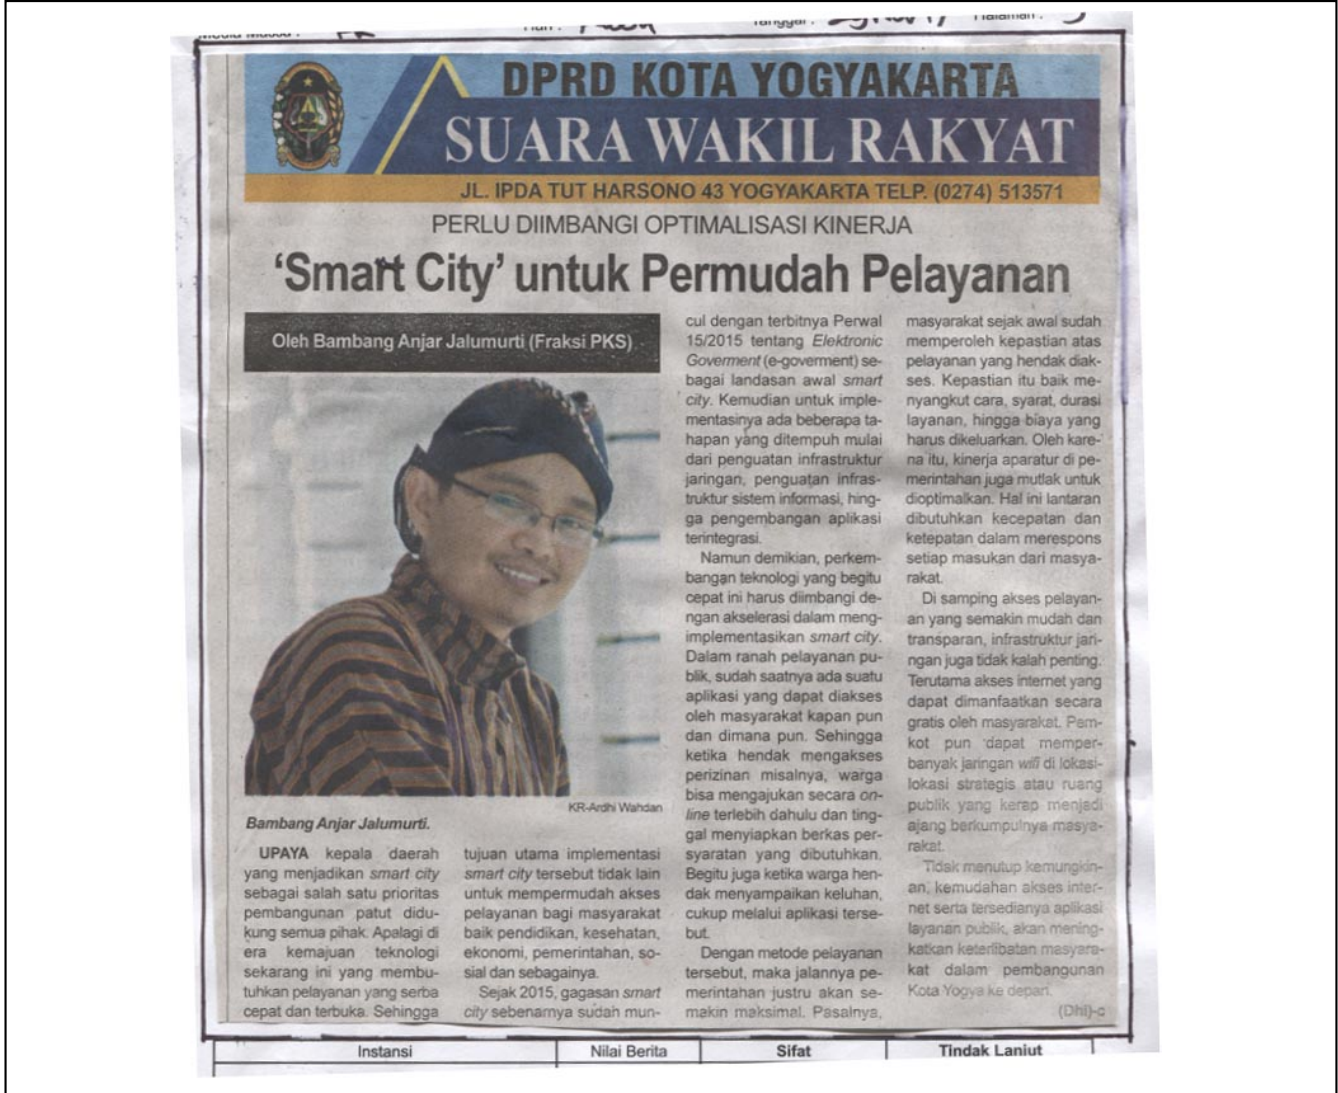 Media Massa :
Hari :
Tanggal :
Halaman : 3
DPRD KOTA YOGYAKARTA
SUARA WAKIL RAKYAT
JL. IPDA TUT HARSONO 43 YOGYAKARTA TELP. (0274) 513571
PERLU DIIMBANGI OPTIMALISASI KINERJA
‘Smart City’ untuk Permudah Pelayanan
Oleh Bambang Anjar Jalumurti (Fraksi PKS)
KR-Ardhi Wahdan
Bambang Anjar Jalumurti.
UPAYA kepala daerah
yang menjadikan smart city
sebagai salah satu prioritas
pembangunan patut didu-
kung semua pihak. Apalagi di
era kemajuan teknologi
sekarang ini yang membu-
tuhkan pelayanan yang serba
cepat dan terbuka. Sehingga
tujuan utama implementasi
smart city tersebut tidak lain
untuk mempermudah akses
pelayanan bagi masyarakat
baik pendidikan, kesehatan,
ekonomi, pemerintahan, so-
sial dan sebagainya.
Sejak 2015, gagasan smart
city sebenarnya sudah mun-
cul dengan terbitnya Perwal
15/2015 tentang Elektronic
Goverment (e-goverment) se-
bagai landasan awal smart
city. Kemudian untuk imple-
mentasinya ada beberapa ta-
hapan yang ditempuh mulai
dari penguatan infrastruktur
jaringan, penguatan infras-
truktur sistem informasi, hing-
ga pengembangan aplikasi
terintegrasi.
Namun demikian, perkem-
bangan teknologi yang begitu
cepat ini harus diimbangi de-
ngan akselerasi dalam meng-
implementasikan smart city.
Dalam ranah pelayanan pu-
blik, sudah saatnya ada suatu
aplikasi yang dapat diakses
oleh masyarakat kapan pun
dan dimana pun. Sehingga
ketika hendak mengakses
perizinan misalnya, warga
bisa mengajukan secara on-
line terlebih dahulu dan ting-
gal menyiapkan berkas per-
syaratan yang dibutuhkan.
Begitu juga ketika warga hen-
dak menyampaikan keluhan,
cukup melalui aplikasi terse-
but.
Dengan metode pelayanan
tersebut, maka jalannya pe-
merintahan justru akan se-
makin maksimal. Pasalnya,
masyarakat sejak awal sudah
memperoleh kepastian atas
pelayanan yang hendak diak-
ses. Kepastian itu baik me-
nyangkut cara, syarat, durasi
layanan, hingga biaya yang
harus dikeluarkan. Oleh kare-
na itu, kinerja aparatur di pe-
merintahan juga mutlak untuk
dioptimalkan. Hal ini lantaran
dibutuhkan kecepatan dan
ketepatan dalam merespons
setiap masukan dari masya-
rakat.
Di samping akses pelayan-
an yang semakin mudah dan
transparan, infrastruktur jari-
ngan juga tidak kalah penting.
Terutama akses internet yang
dapat dimanfaatkan secara
gratis oleh masyarakat. Pem-
kot pun dapat memper-
banyak jaringan wifi di lokasi-
lokasi strategis atau ruang
publik yang kerap menjadi
ajang berkumpulnya masya-
rakat.
Tidak menutup kemungkin-
an, kemudahan akses inter-
net serta tersedianya aplikasi
layanan publik, akan mening-
katkan keterlibatan masyara-
kat dalam pembangunan
Kota Yogya ke depan.
(Dhi)-c
Instansi
Nilai Berita
Sifat
Tindak Lanjut